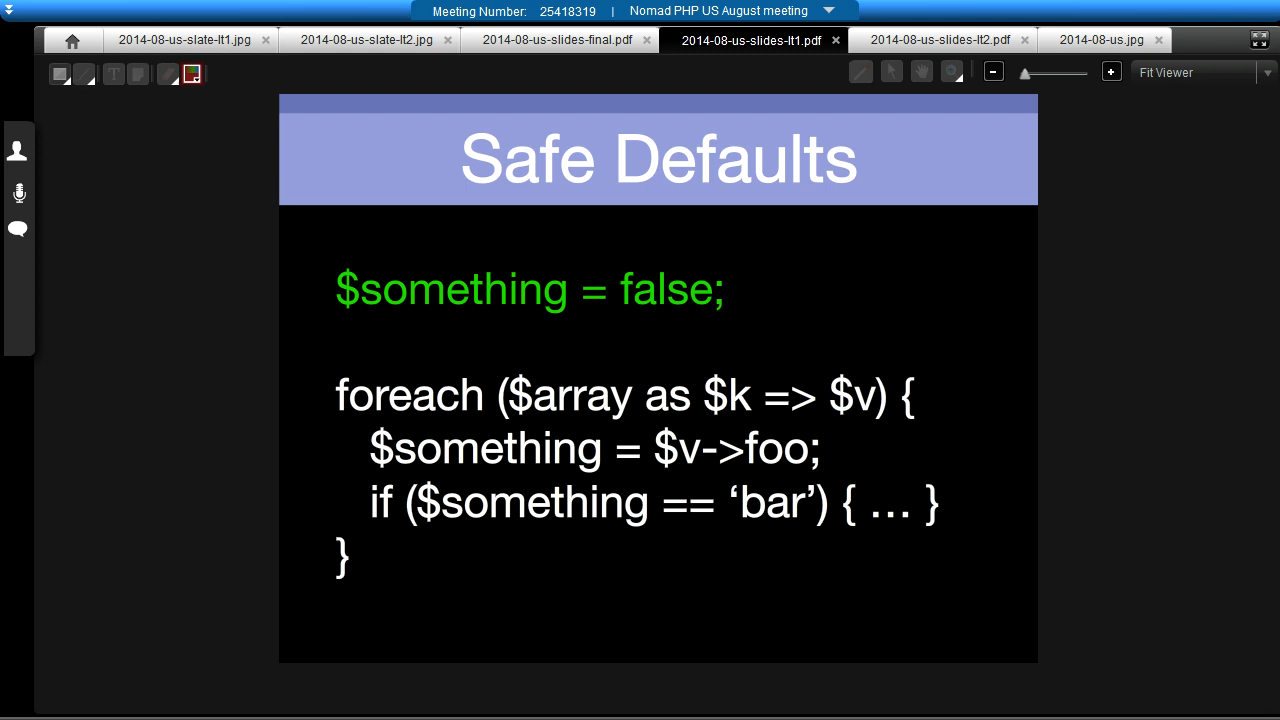 Meeting Number: 25418319 | Nomad PHP US August meeting
2014-08-us-slate-lt1.jpg 2014-08-us-slate-lt2.jpg 2014-08-us-slides-final.pdf 2014-08-us-slides-lt1.pdf 2014-08-us-slides-lt2.pdf 2014-08-us.jpg
T Fit Viewer
Safe Defaults
$something = false;
foreach ($array as $k => $v) {
$something = $v->foo;
if ($something == ‘bar’) { … }
}